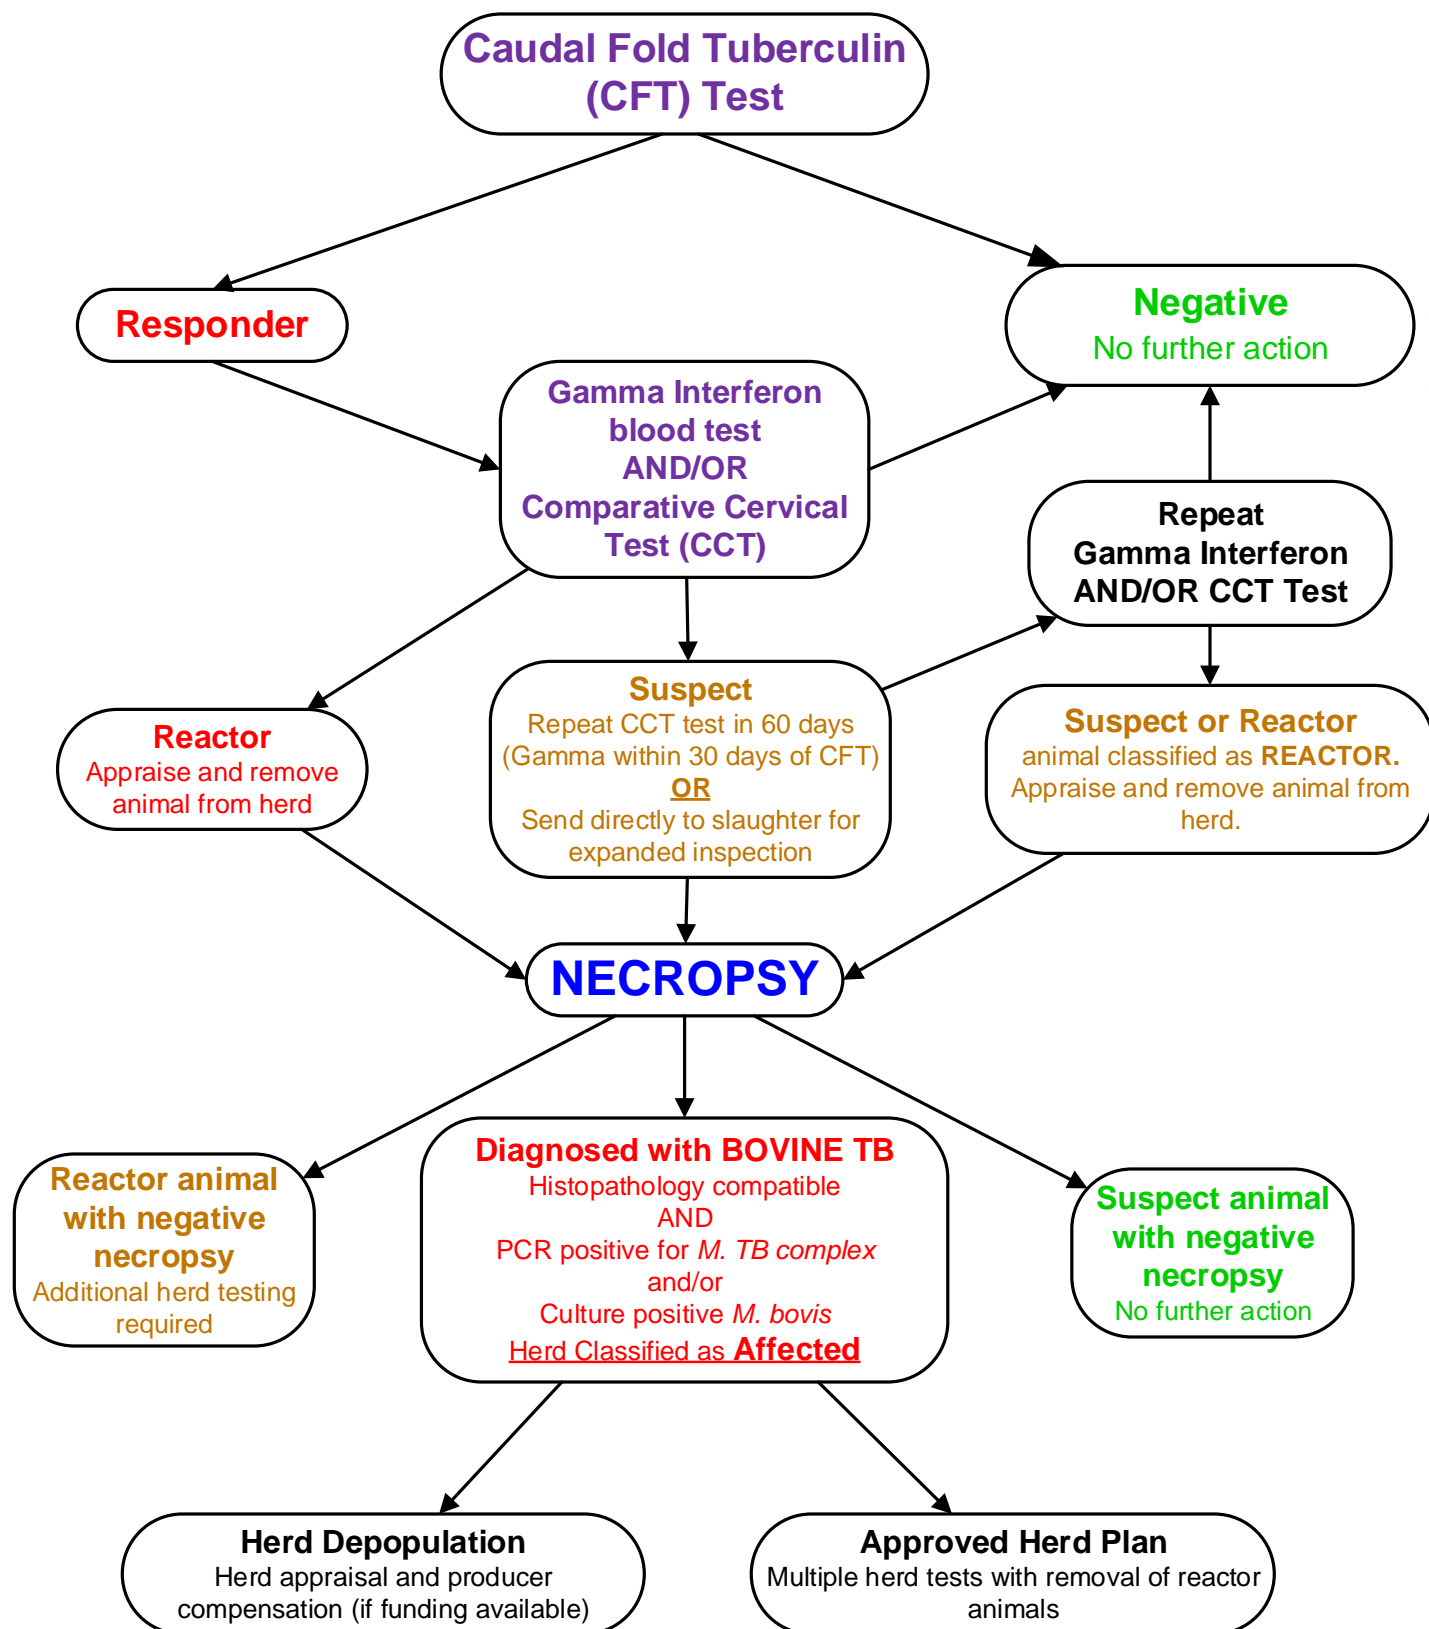 Caudal Fold Tuberculin
(CFT) Test
Responder
Negative
No further action
Gamma Interferon
blood test
AND/OR
Comparative Cervical
Test (CCT)
Repeat
Gamma Interferon
AND/OR CCT Test
Reactor
Appraise and remove
animal from herd
Suspect
Repeat CCT test in 60 days
(Gamma within 30 days of CFT)
OR
Send directly to slaughter for
expanded inspection
Suspect or Reactor
animal classified as REACTOR.
Appraise and remove animal from
herd.
NECROPSY
Reactor animal
with negative
necropsy
Additional herd testing
required
Diagnosed with BOVINE TB
Histopathology compatible
AND
PCR positive for M. TB complex
and/or
Culture positive M. bovis
Herd Classified as Affected
Suspect animal
with negative
necropsy
No further action
Herd Depopulation
Herd appraisal and producer
compensation (if funding available)
Approved Herd Plan
Multiple herd tests with removal of reactor
animals